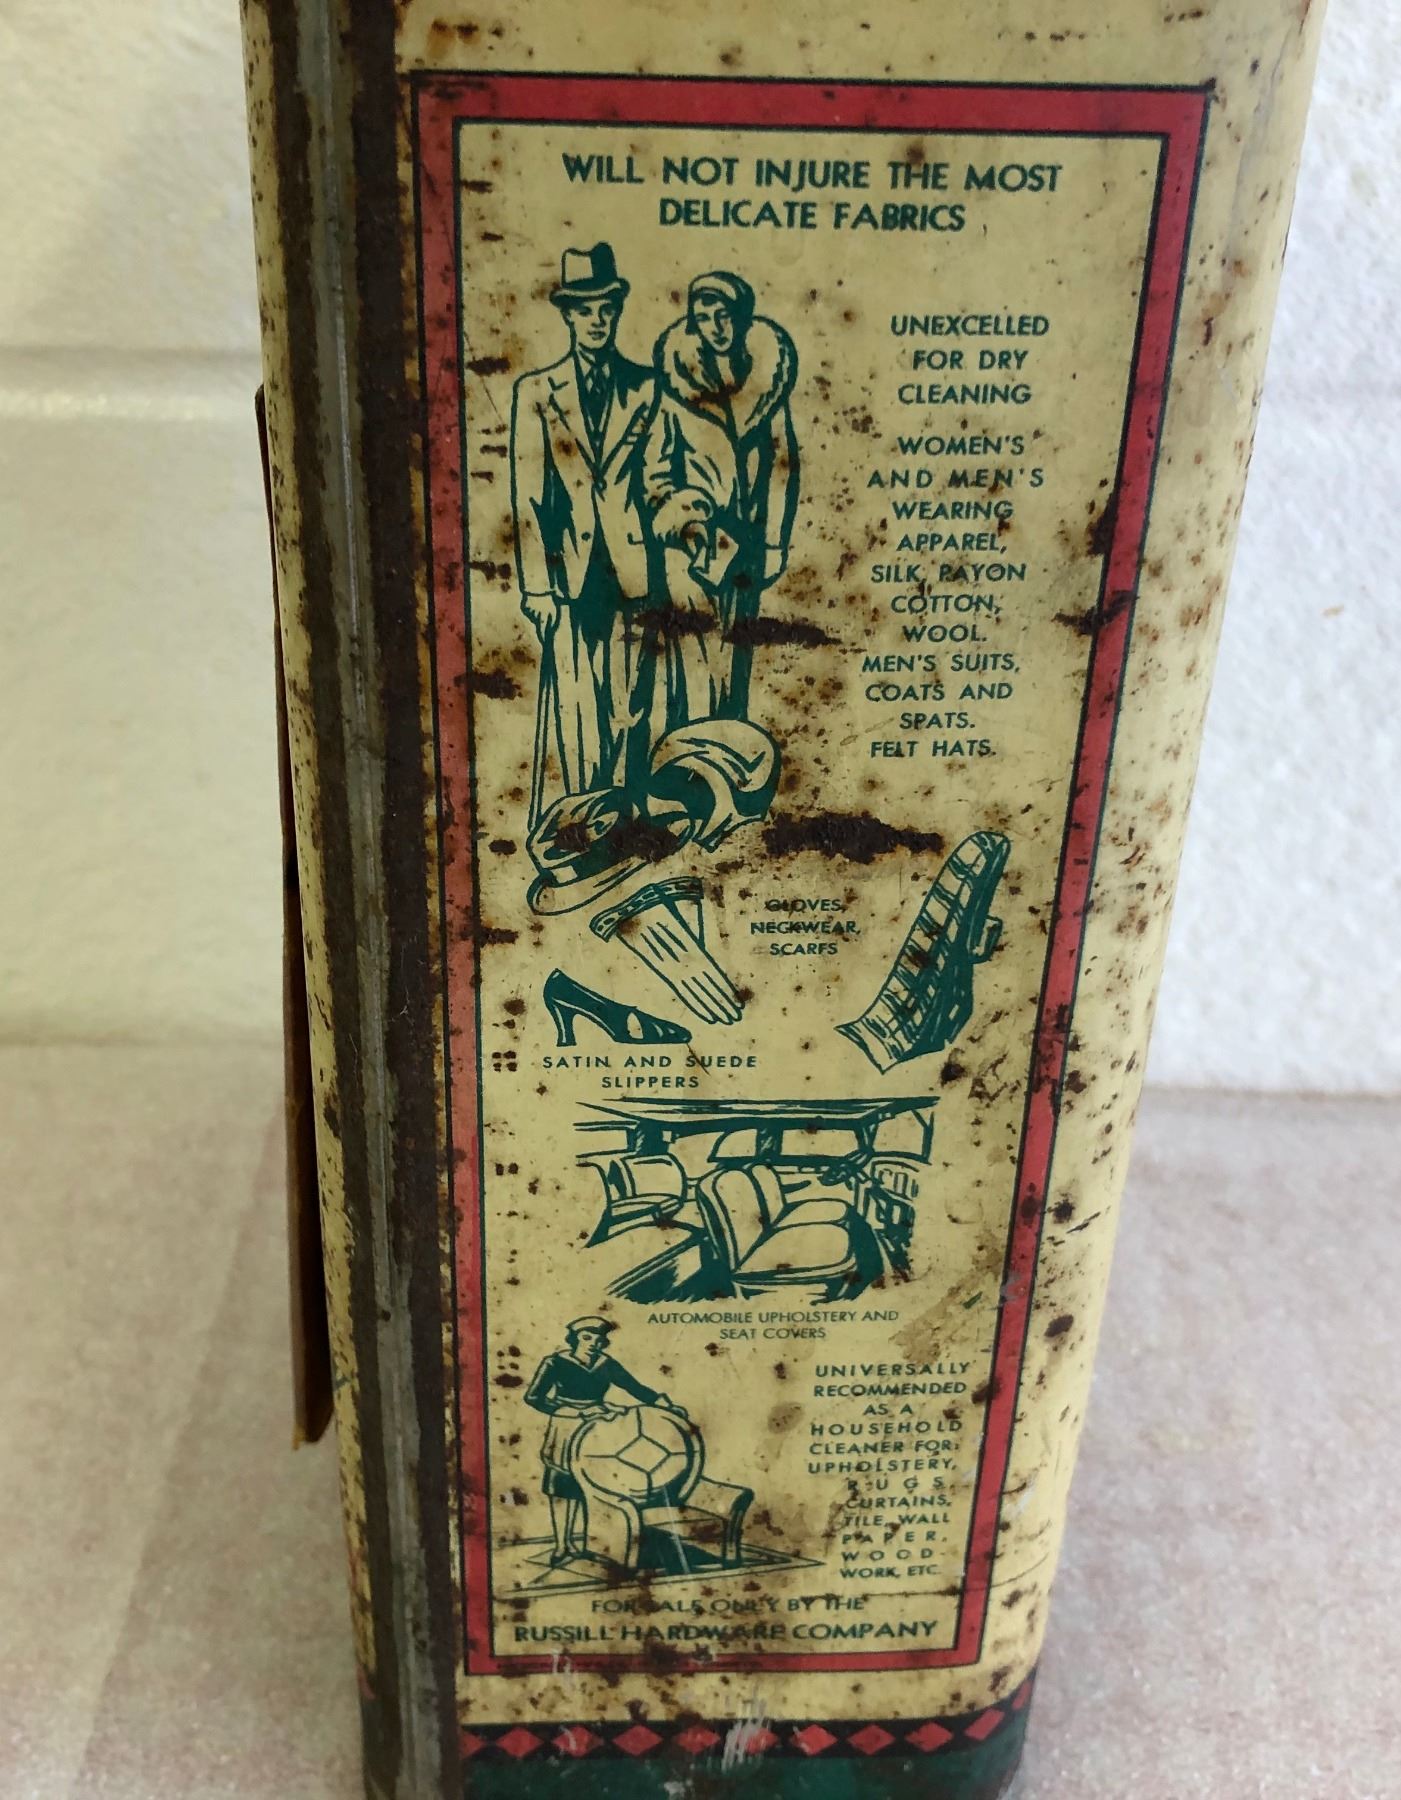 WILL NOT INJURE THE MOST
DELICATE FABRICS
UNEXCELLED
FOR DRY
CLEANING
WOMEN'S
AND MEN'S
WEARING
APPAREL,
SILK, RAYON
COTTON,
WOOL.
MEN'S SUITS,
COATS AND
SPATS.
FELT HATS.
GLOVES,
NECKWEAR,
SCARFS
SATIN AND SUEDE
SLIPPERS
AUTOMOBILE UPHOLSTERY AND
SEAT COVERS
UNIVERSALLY
RECOMMENDED
AS A
HOUSEHOLD
CLEANER FOR:
UPHOLSTERY,
RUGS
CURTAINS,
TILE, WALL
PAPER,
WOOD-
WORK, ETC.
FOR SALE ONLY BY THE
RUSSILL HARDWARE COMPANY